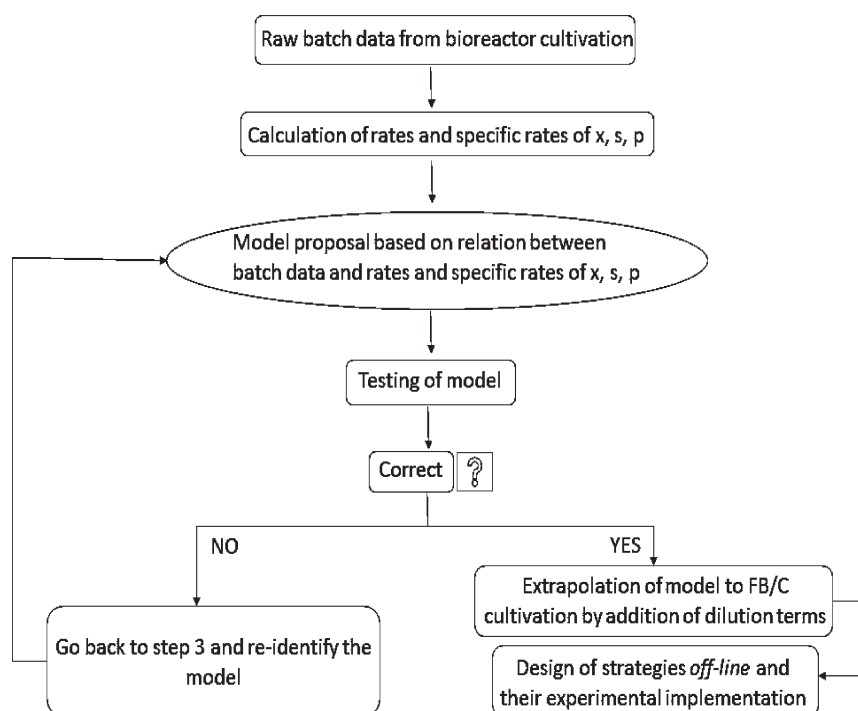 Raw batch data from bioreactor cultivation
Calculation of rates and specific rates of x, s, p
Model proposal based on relation between
batch data and rates and specific rates of x, s, p
Testing of model
Correct ?
NO
YES
Go back to step 3 and re-identify the
model
Extrapolation of model to FB/C
cultivation by addition of dilution terms
Design of strategies off-line and
their experimental implementation